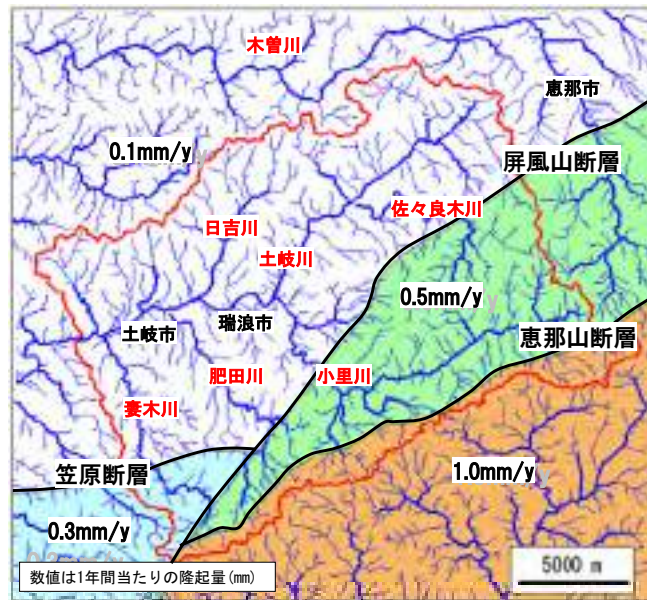 木曽川
恵那市
0.1mm/y
屏風山断層
佐々良木川
日吉川
土岐川
0.5mm/y
瑞浪市
土岐市
恵那山断層
肥田川
小里川
妻木川
笠原断層
1.0mm/y
0.3mm/y
5000 m
数値は1年間当たりの隆起量(mm)